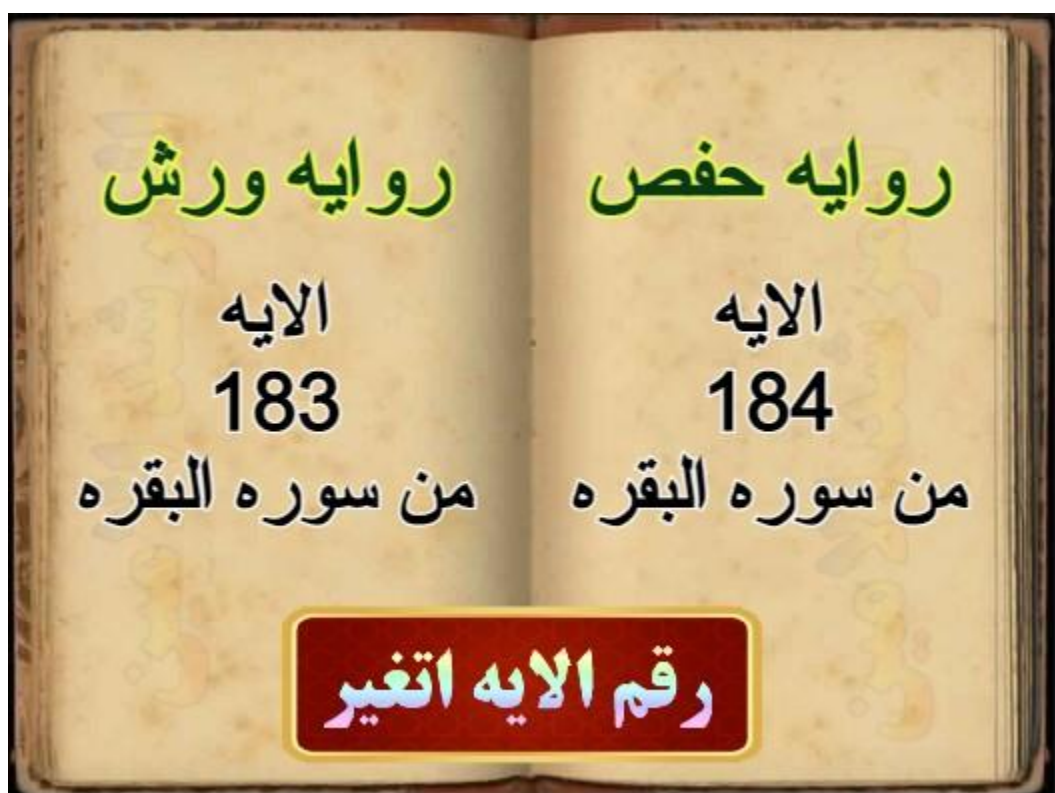 روايه حفص
الايه
184
من سوره البقره
روايه ورش
الايه
183
من سوره البقره
رقم الايه اتغير